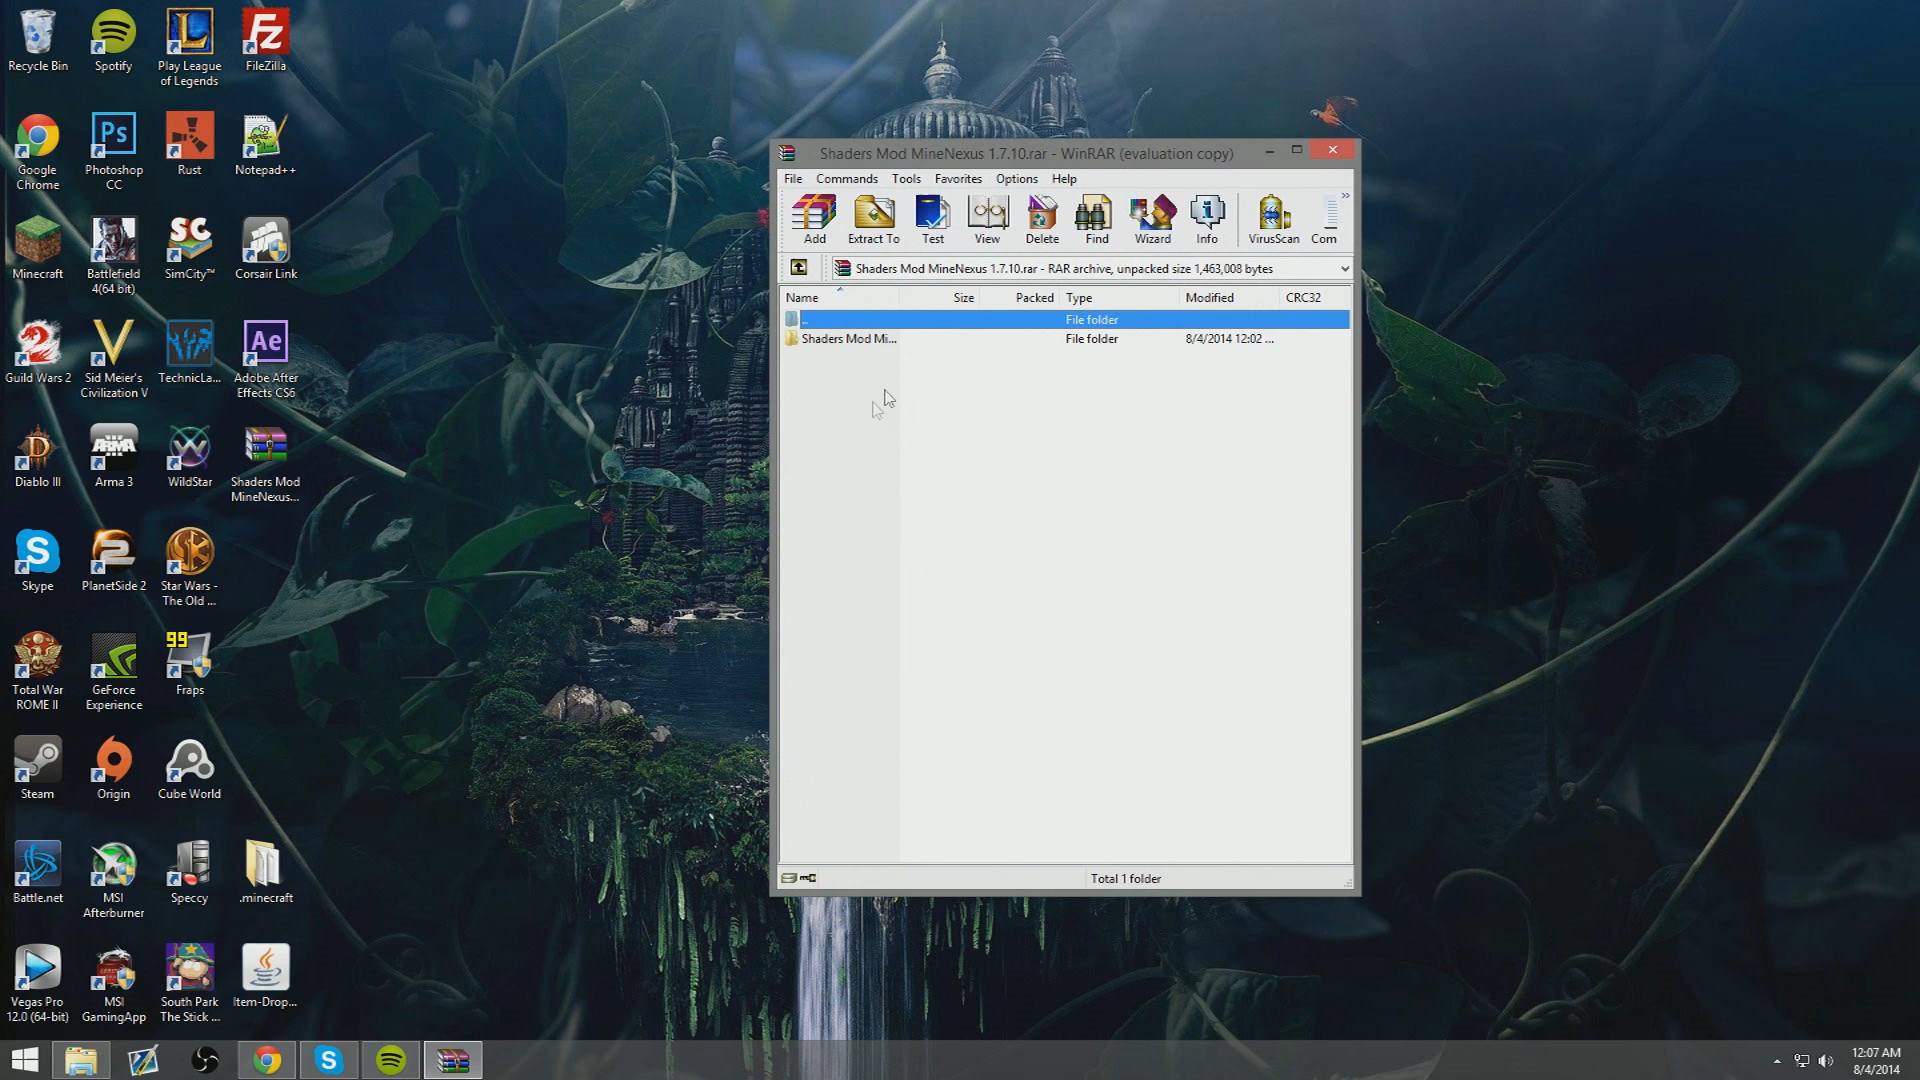 Recycle Bin
Spotify
Play League
of Legends
FileZilla
Google
Chrome
Ps
Photoshop
CC
Rust
Notepad++
Minecraft
Battlefield
4(64 bit)
SC
SimCity™
Corsair Link
Guild Wars 2
Sid Meier's
Civilization V
TechnicLa...
Ae
Adobe After
Effects CS6
Diablo III
ARMA
Arma 3
WildStar
Shaders Mod
MineNexus...
Skype
PlanetSide 2
Star Wars -
The Old ...
Total War
ROME II
GeForce
Experience
99
Fraps
Steam
Origin
Cube World
Battle.net
MSI
Afterburner
Speccy
.minecraft
Vegas Pro
12.0 (64-bit)
MSI
GamingApp
South Park
The Stick ...
Item-Drop...
Shaders Mod MineNexus 1.7.10.rar - WinRAR (evaluation copy)
File Commands Tools Favorites Options Help
Add Extract To Test View Delete Find Wizard Info VirusScan Com
Shaders Mod MineNexus 1.7.10.rar - RAR archive, unpacked size 1,463,008 bytes
Name Size Packed Type Modified CRC32
.. File folder
Shaders Mod Mi... File folder 8/4/2014 12:02 ...
Total 1 folder
12:07 AM
8/4/2014